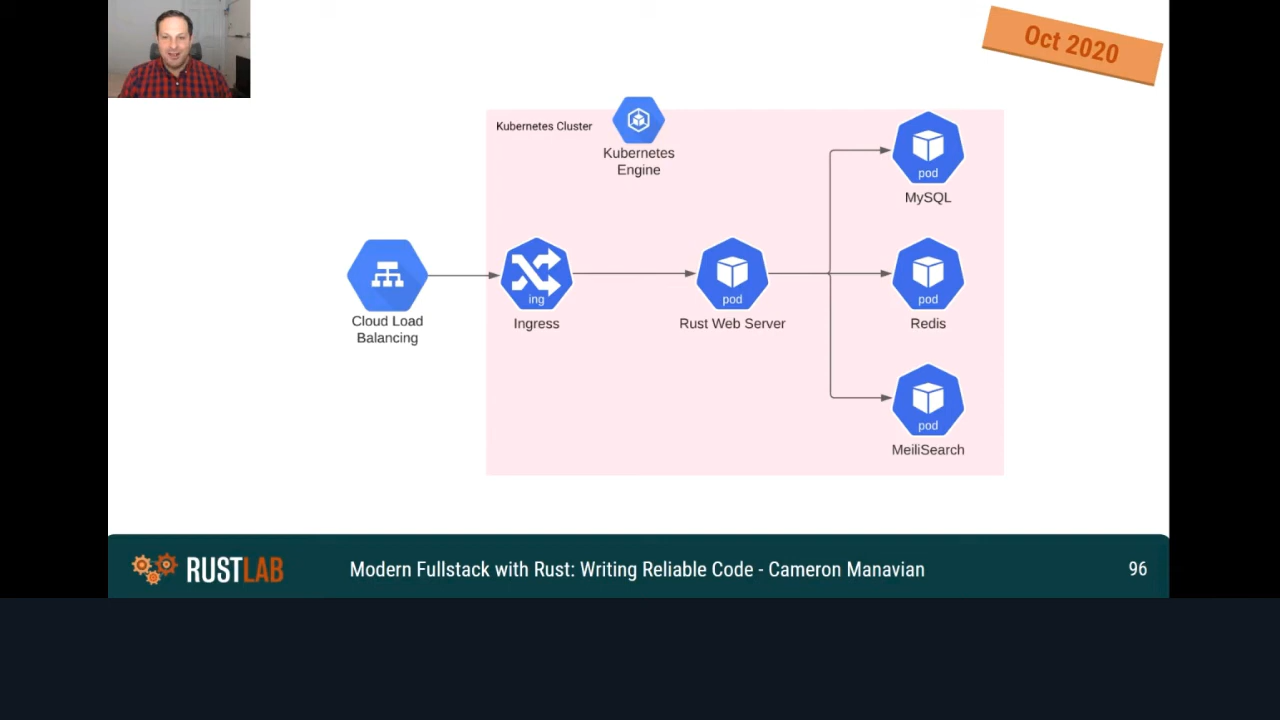 Oct 2020
Kubernetes Cluster
Kubernetes
Engine
pod
MySQL
Cloud Load
Balancing
ing
Ingress
pod
Rust Web Server
pod
Redis
pod
MeiliSearch
RUSTLAB
Modern Fullstack with Rust: Writing Reliable Code - Cameron Manavian
96